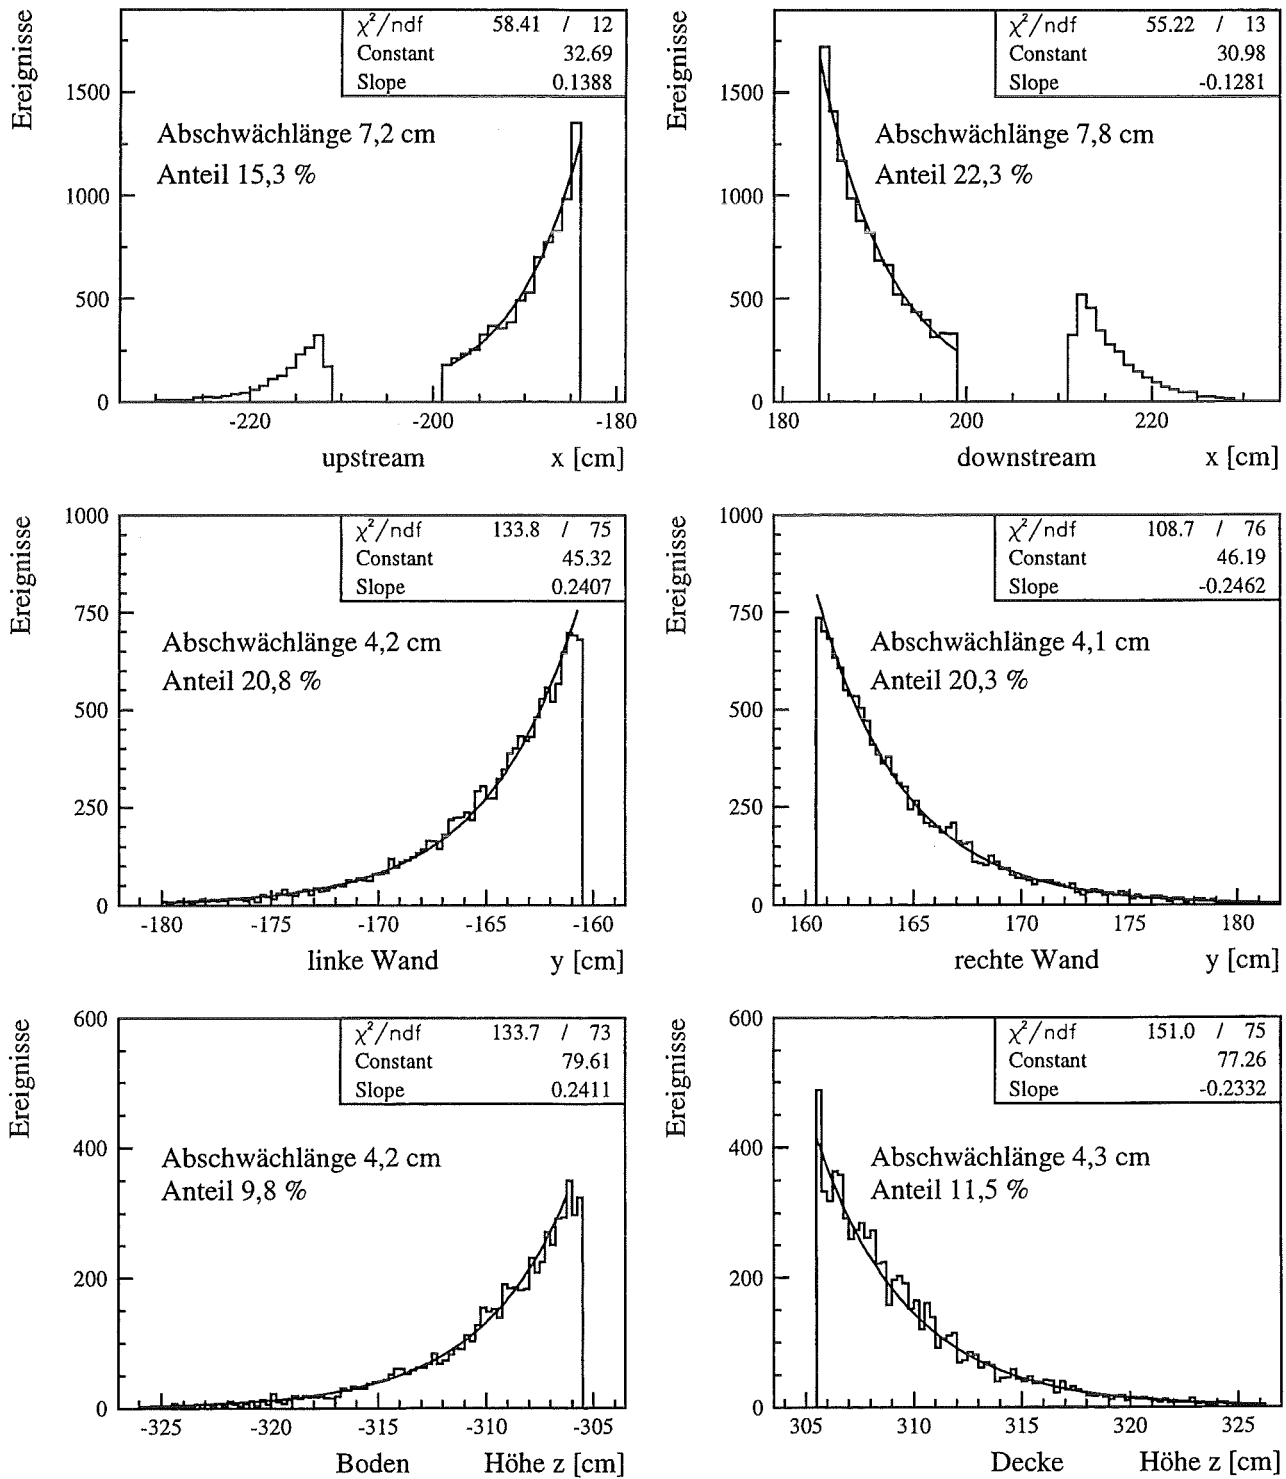 Ereignisse
χ²/ndf 58.41 / 12
Constant 32.69
Slope 0.1388
Abschwächlänge 7,2 cm
Anteil 15,3 %
1500
1000
500
0
-220 -200 -180
upstream x [cm]
Ereignisse
χ²/ndf 55.22 / 13
Constant 30.98
Slope -0.1281
Abschwächlänge 7,8 cm
Anteil 22,3 %
1500
1000
500
0
180 200 220
downstream x [cm]
Ereignisse
χ²/ndf 133.8 / 75
Constant 45.32
Slope 0.2407
Abschwächlänge 4,2 cm
Anteil 20,8 %
1000
750
500
250
0
-180 -175 -170 -165 -160
linke Wand y [cm]
Ereignisse
χ²/ndf 108.7 / 76
Constant 46.19
Slope -0.2462
Abschwächlänge 4,1 cm
Anteil 20,3 %
1000
750
500
250
0
160 165 170 175 180
rechte Wand y [cm]
Ereignisse
χ²/ndf 133.7 / 73
Constant 79.61
Slope 0.2411
Abschwächlänge 4,2 cm
Anteil 9,8 %
600
400
200
0
-325 -320 -315 -310 -305
Boden Höhe z [cm]
Ereignisse
χ²/ndf 151.0 / 75
Constant 77.26
Slope -0.2332
Abschwächlänge 4,3 cm
Anteil 11,5 %
600
400
200
0
305 310 315 320 325
Decke Höhe z [cm]